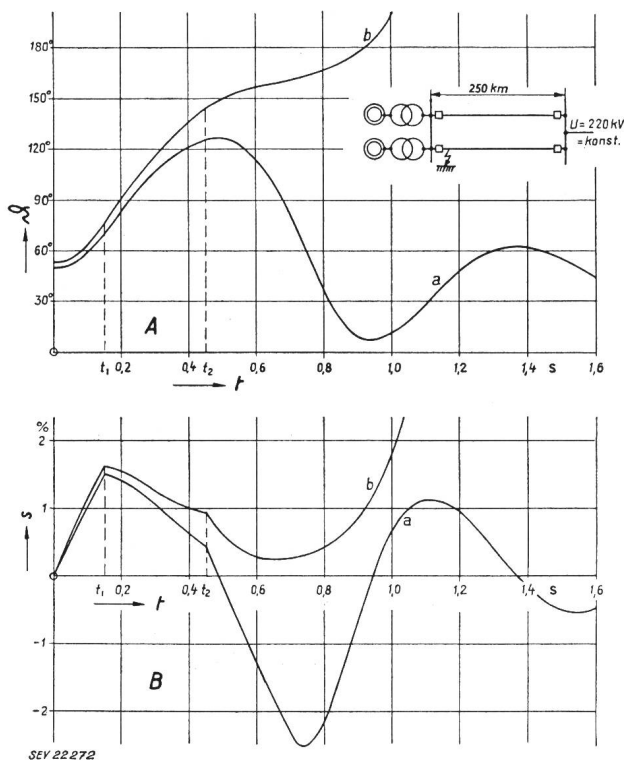 180°
150°
120°
90°
60°
30°
0
ϑ
b
a
A
250 km
U = 220 kV
= konst.
t₁ 0,2 0,4 t₂ 0,6 0,8 1,0 1,2 1,4 s 1,6
t
%
2
1
0
-1
-2
s
b
a
B
t₁ 0,2 0,4 t₂ 0,6 0,8 1,0 1,2 1,4 s 1,6
t
SEV 22272